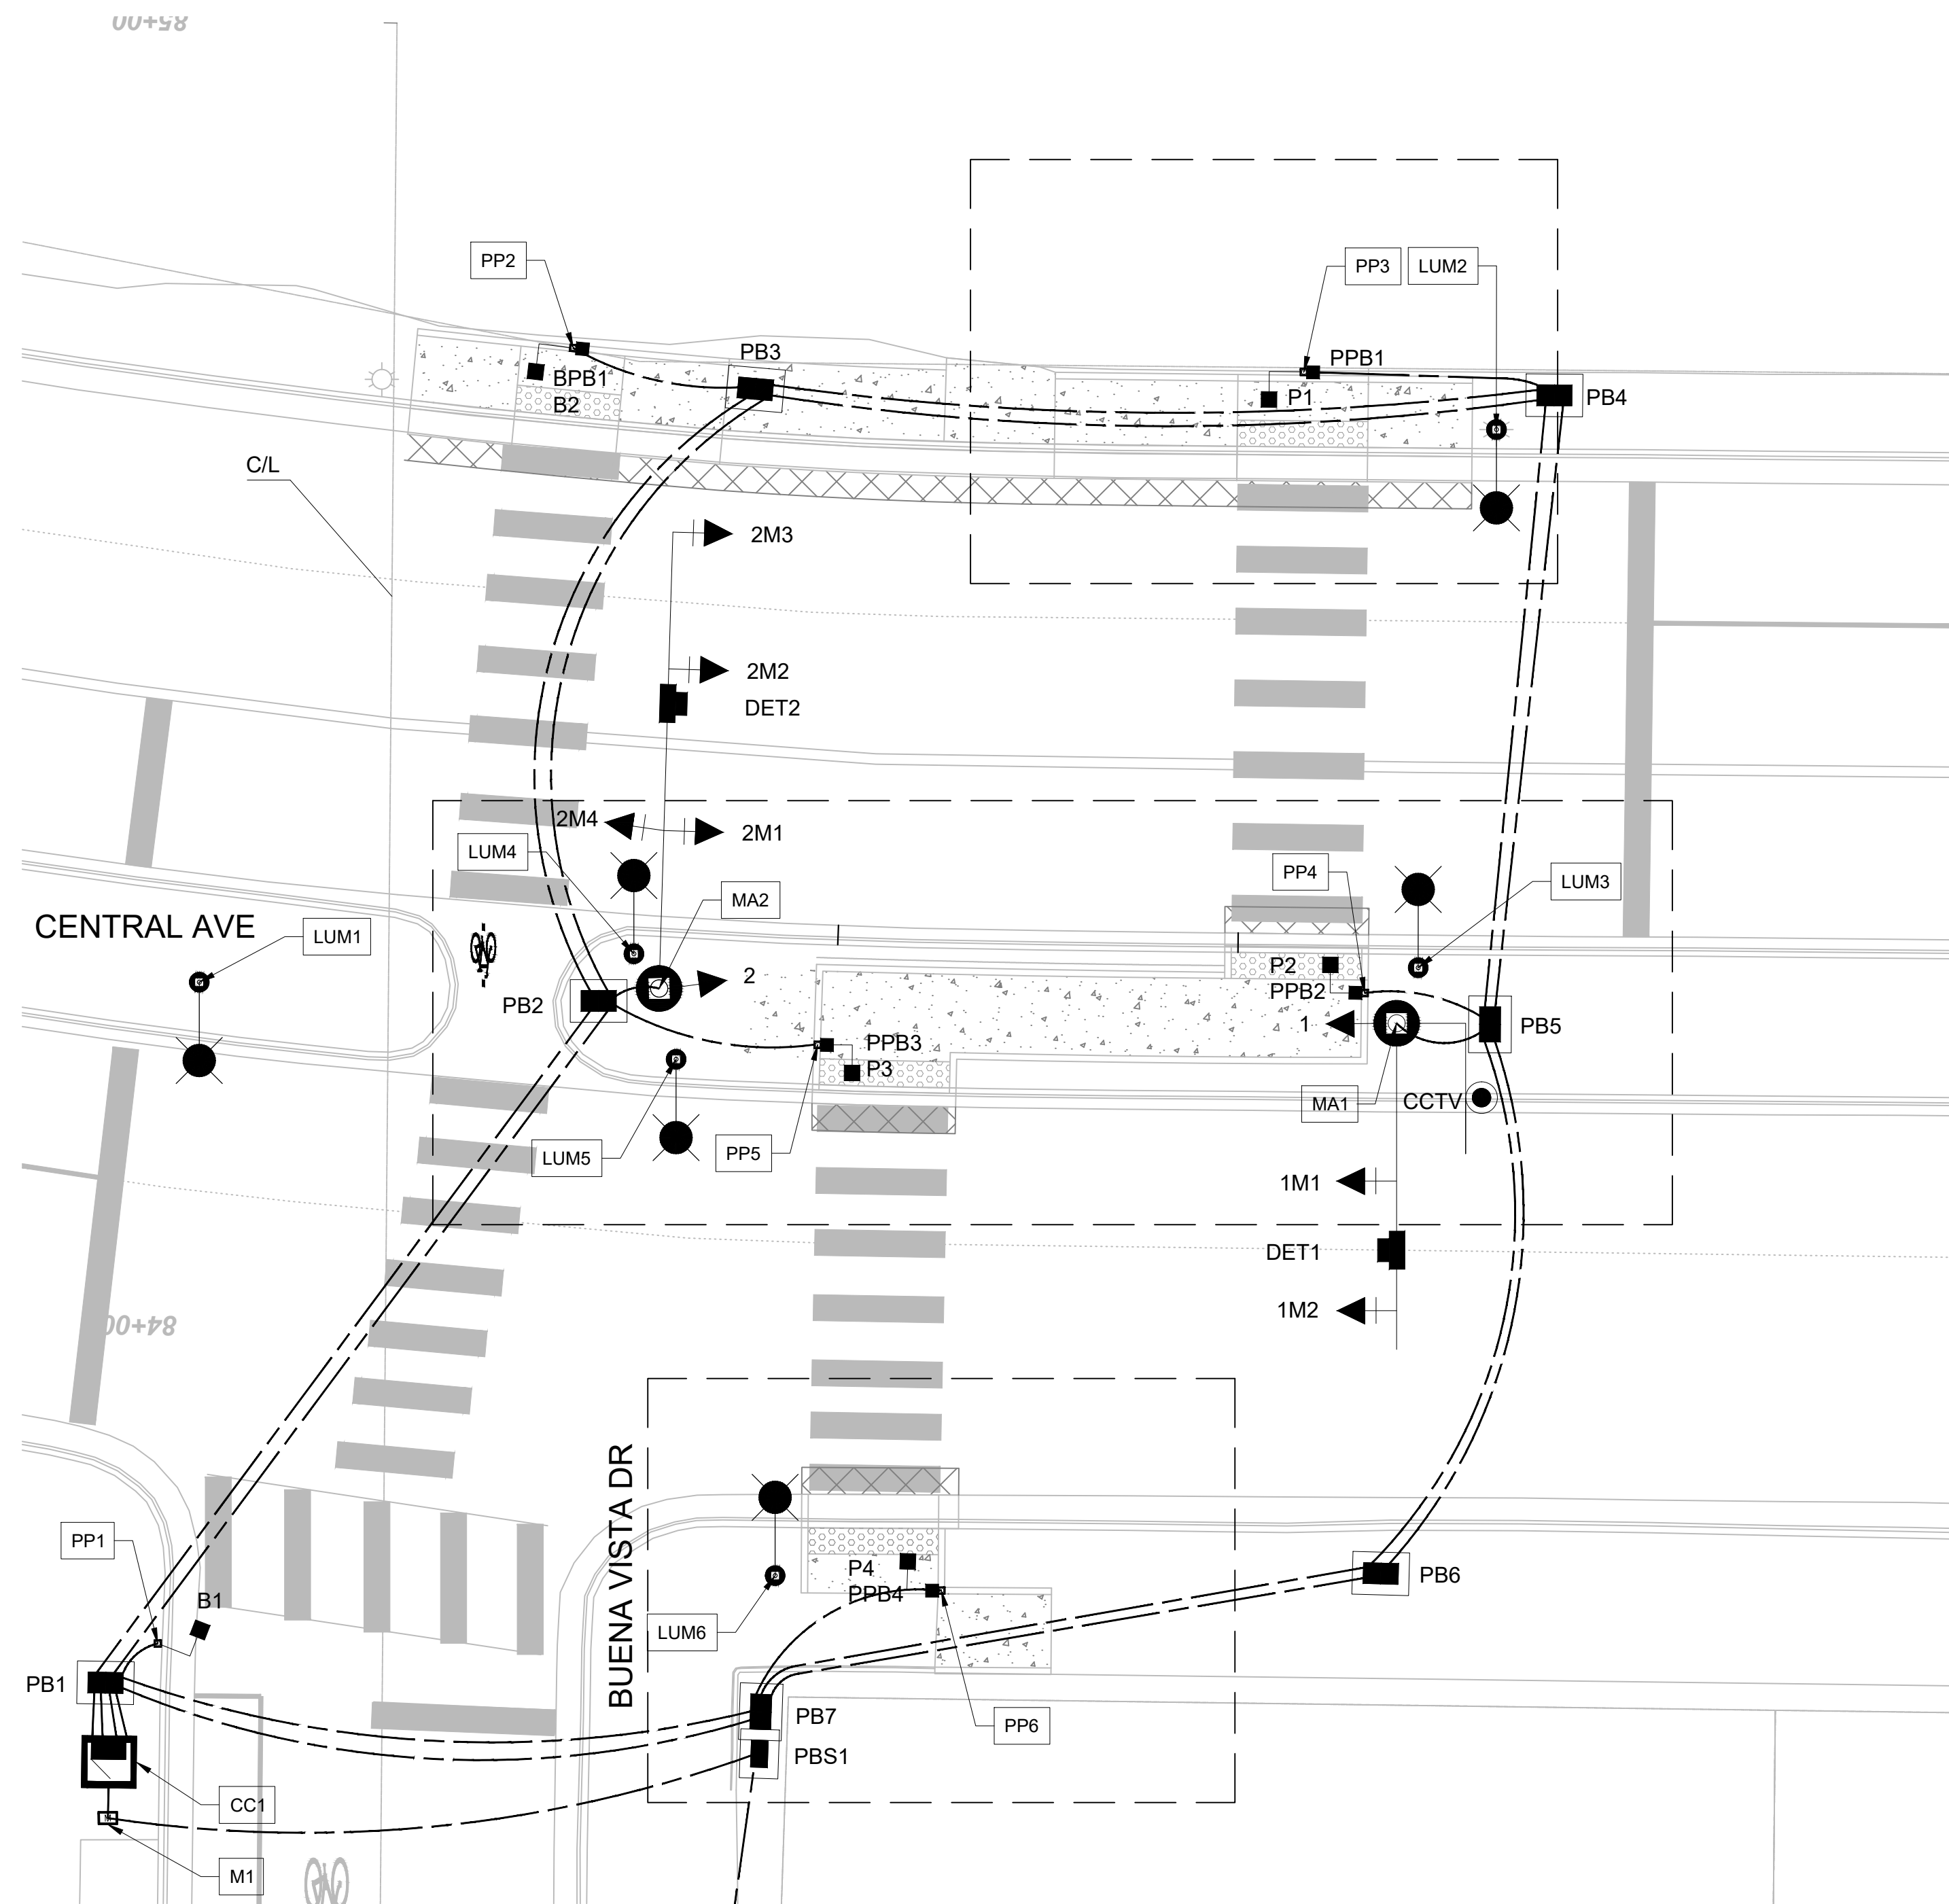 85+00
PP2
PP3
LUM2
PB3
PPB1
BPB1
B2
P1
PB4
C/L
2M3
2M2
DET2
2M4
2M1
LUM4
PP4
LUM3
MA2
CENTRAL AVE
LUM1
P2
2
PPB2
PB2
1
PB5
PPB3
P3
MA1
CCTV
PP5
LUM5
1M1
DET1
1M2
84+00
BUENA VISTA DR
PP1
P4
PB6
PPB4
B1
LUM6
PB1
PB7
PP6
PBS1
CC1
M1